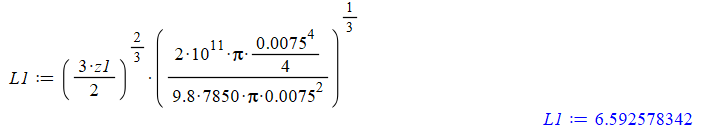 L1 := (3·z1/2)^(2/3) · ((2·10^11·π·0.0075^4/4)/(9.8·7850·π·0.0075^2))^(1/3)
L1 := 6.592578342